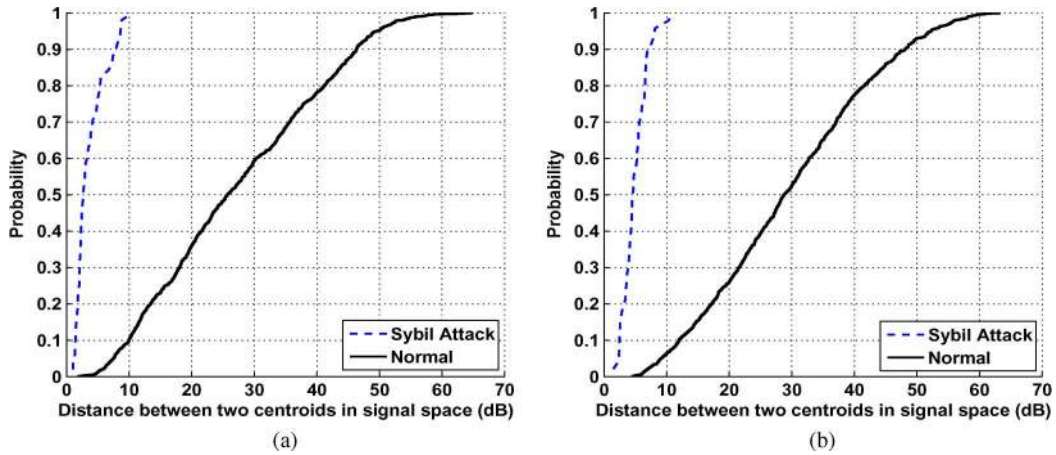 1
0.9
0.8
0.7
0.6
0.5
0.4
0.3
0.2
0.1
0
Probability
0 10 20 30 40 50 60 70
Distance between two centroids in signal space (dB)
Sybil Attack
Normal
(a)
1
0.9
0.8
0.7
0.6
0.5
0.4
0.3
0.2
0.1
0
Probability
0 10 20 30 40 50 60 70
Distance between two centroids in signal space (dB)
Sybil Attack
Normal
(b)